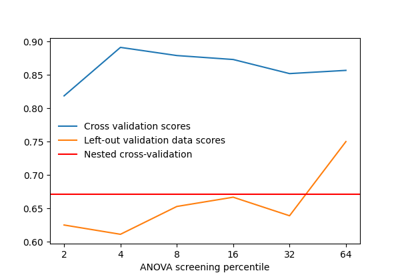 0.90
0.85
0.80
0.75
0.70
0.65
0.60
Cross validation scores
Left-out validation data scores
Nested cross-validation
2 4 8 16 32 64
ANOVA screening percentile